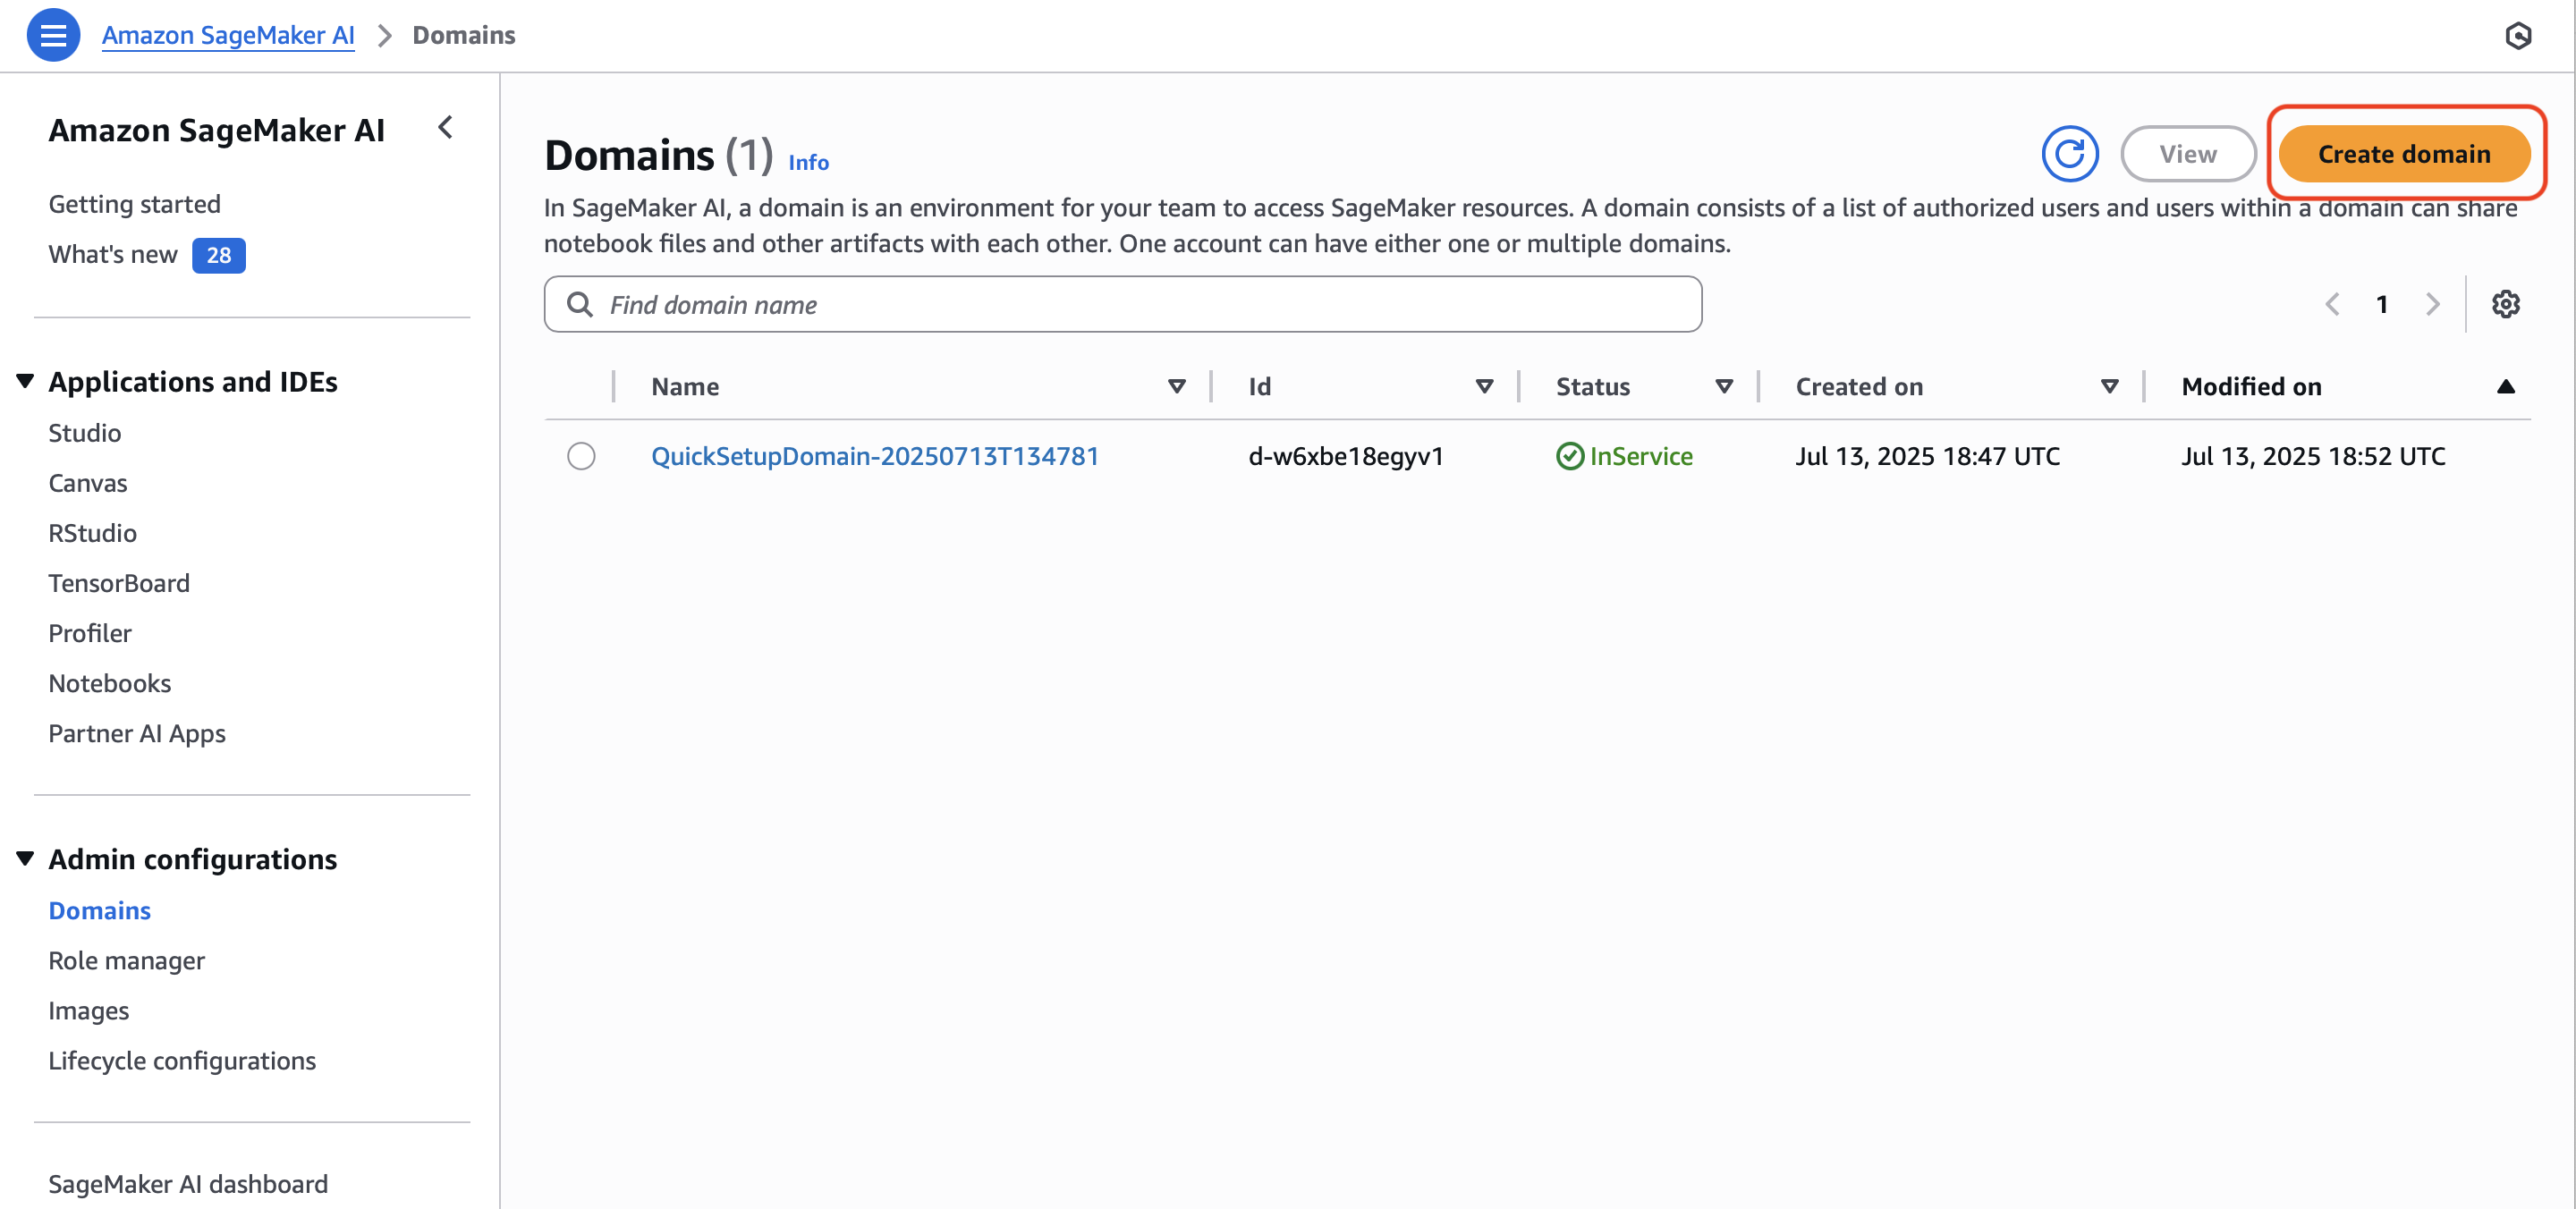 Amazon SageMaker AI > Domains
Amazon SageMaker AI
Getting started
What's new 28
Applications and IDEs
Studio
Canvas
RStudio
TensorBoard
Profiler
Notebooks
Partner AI Apps
Admin configurations
Domains
Role manager
Images
Lifecycle configurations
SageMaker AI dashboard
Domains (1) Info
View
Create domain
In SageMaker AI, a domain is an environment for your team to access SageMaker resources. A domain consists of a list of authorized users and users within a domain can share
notebook files and other artifacts with each other. One account can have either one or multiple domains.
Find domain name
1
Name Id Status Created on Modified on
QuickSetupDomain-20250713T134781 d-w6xbe18egyv1 InService Jul 13, 2025 18:47 UTC Jul 13, 2025 18:52 UTC